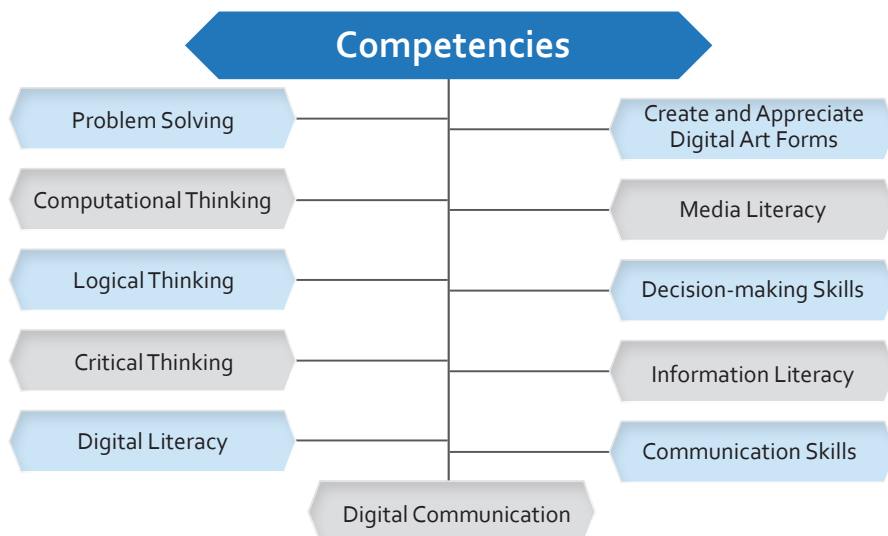 Competencies
Problem Solving
Computational Thinking
Logical Thinking
Critical Thinking
Digital Literacy
Create and Appreciate
Digital Art Forms
Media Literacy
Decision-making Skills
Information Literacy
Communication Skills
Digital Communication